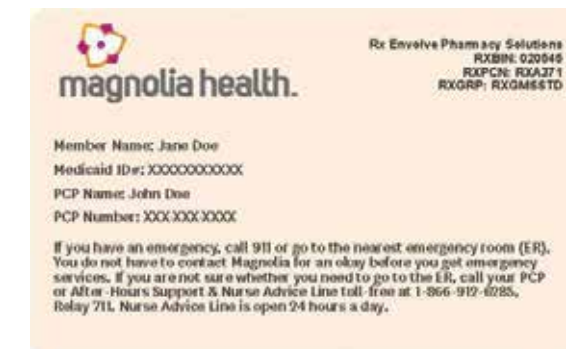 magnolia health.
Rx Envolve Pharmacy Solutions
RXBIN: 020545
RXPCN: RXA371
RXGRP: RXGMSSTD
Member Name: Jane Doe
Medicaid ID#: XXXXXXXXXXX
PCP Name: John Doe
PCP Number: XXX XXX XXXX
If you have an emergency, call 911 or go to the nearest emergency room (ER).
You do not have to contact Magnolia for an okay before you get emergency
services. If you are not sure whether you need to go to the ER, call your PCP
or After-Hours Support & Nurse Advice Line toll-free at 1-866-912-6285,
Relay 711. Nurse Advice Line is open 24 hours a day.